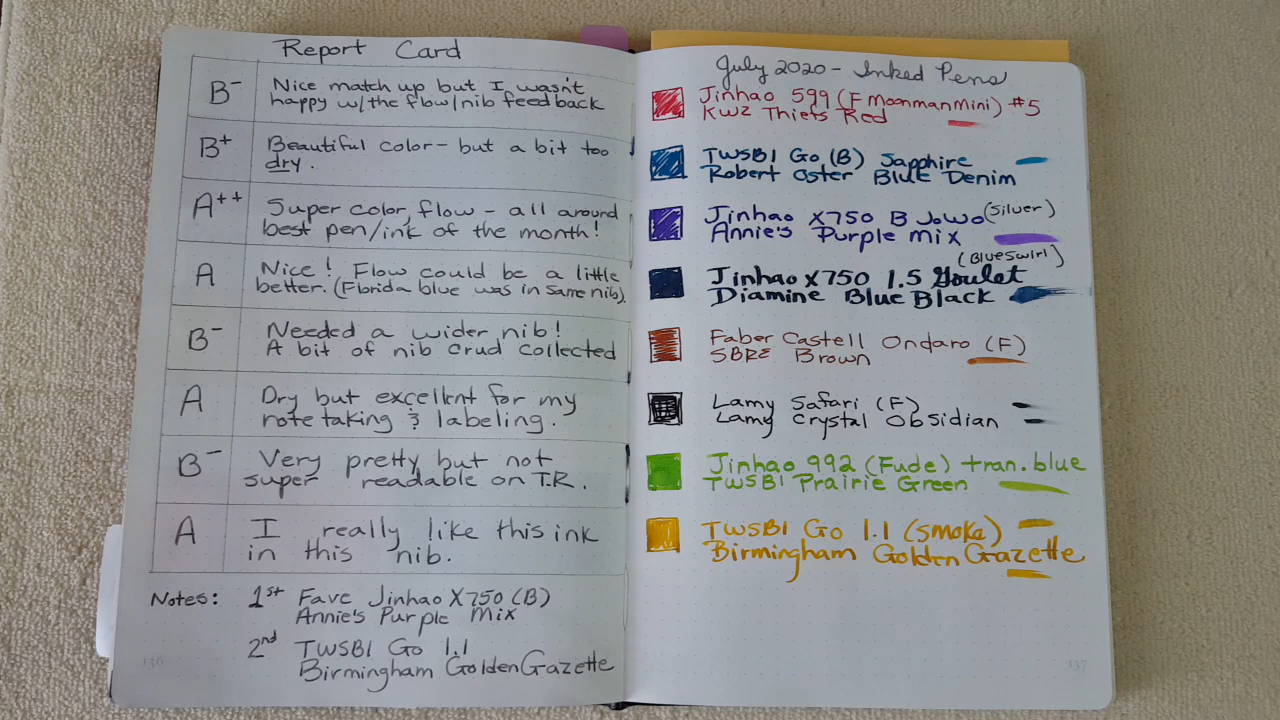 Report Card
B- Nice match up but I wasn't
happy w/the flow/nib feedback
B+ Beautiful color - but a bit too
dry.
A++ Super color, flow - all around
best pen/ink of the month!
A Nice! Flow could be a little
better. (Florida blue was in same nib).
B- Needed a wider nib!
A bit of nib crud collected
A Dry but excellent for my
notetaking & labeling.
B- Very pretty but not
super readable on T.R.
A I really like this ink
in this nib.
Notes: 1st Fave Jinhao X750 (B)
Annie's Purple Mix
2nd TWSBI Go 1.1
Birmingham Golden Gazette
136
July 2020 - Inked Pens
Jinhao 599 (F Moonman Mini) #5
KWZ Thiefs Red
TWSBI Go (B) Sapphire
Robert Oster Blue Denim
Jinhao X750 B JoWo (Silver)
Annie's Purple Mix
(Blue Swirl)
Jinhao X750 1.5 Goulet
Diamine Blue Black
Faber Castell Ondaro (F)
SBRE Brown
Lamy Safari (F)
Lamy Crystal Obsidian
Jinhao 992 (Fude) tran. blue
TWSBI Prairie Green
TWSBI Go 1.1 (smoke)
Birmingham Golden Gazette
137